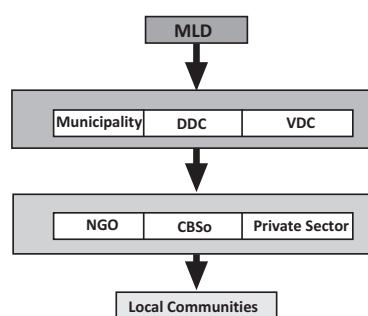 MLD
Municipality DDC VDC
NGO CBSo Private Sector
Local Communities